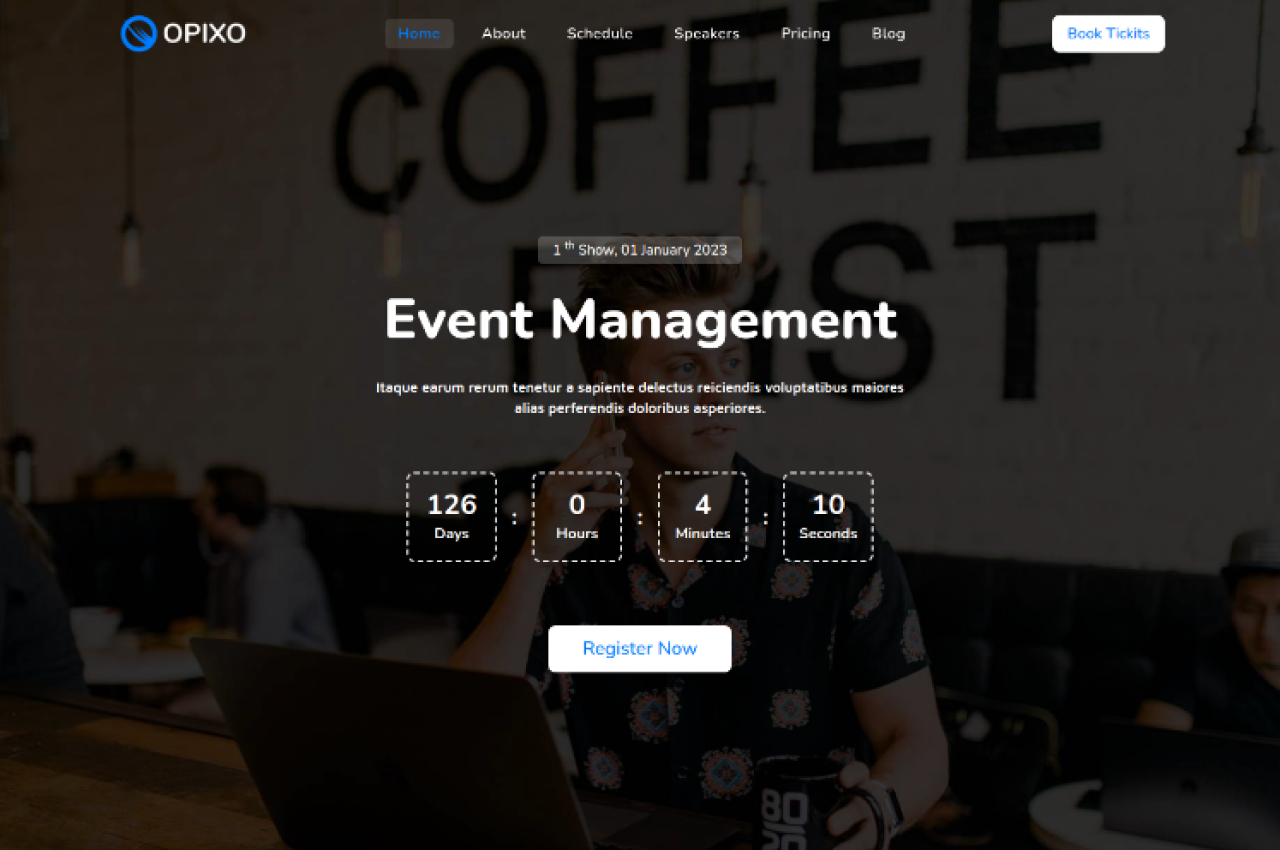 OPIXO
Home About Schedule Speakers Pricing Blog
Book Tickits
COFFEE
1 th Show, 01 January 2023
Event Management
Itaque earum rerum tenetur a sapiente delectus reiciendis voluptatibus maiores
alias perferendis doloribus asperiores.
126 : 0 : 4 : 10
Days Hours Minutes Seconds
Register Now
80